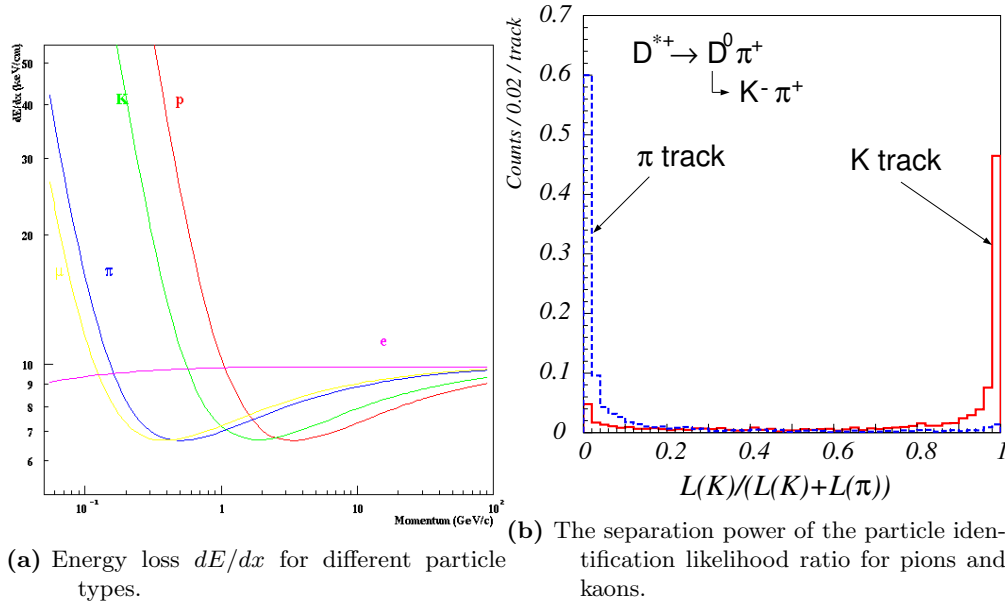 dE/dx (keV/cm)
50
40
30
20
10
9
8
7
6
K
p
μ
π
e
10⁻¹
1
10
10²
Momentum (GeV/c)
(a) Energy loss dE/dx for different particle
types.
Counts / 0.02 / track
0.7
0.6
0.5
0.4
0.3
0.2
0.1
0
D*+ → D⁰ π⁺
K⁻ π⁺
π track
K track
0
0.2
0.4
0.6
0.8
1
L(K)/(L(K)+L(π))
(b) The separation power of the particle iden-
tification likelihood ratio for pions and
kaons.